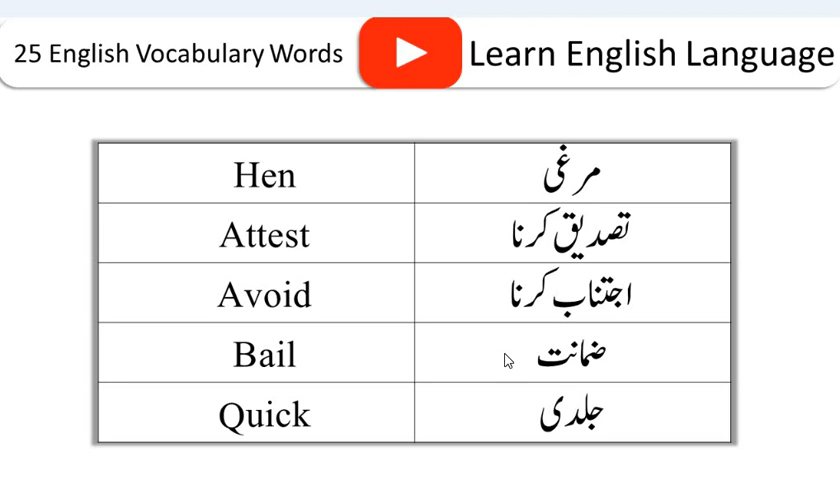 25 English Vocabulary Words Learn English Language
Hen مرغی
Attest تصدیق کرنا
Avoid اجتناب کرنا
Bail ضمانت
Quick جلدی